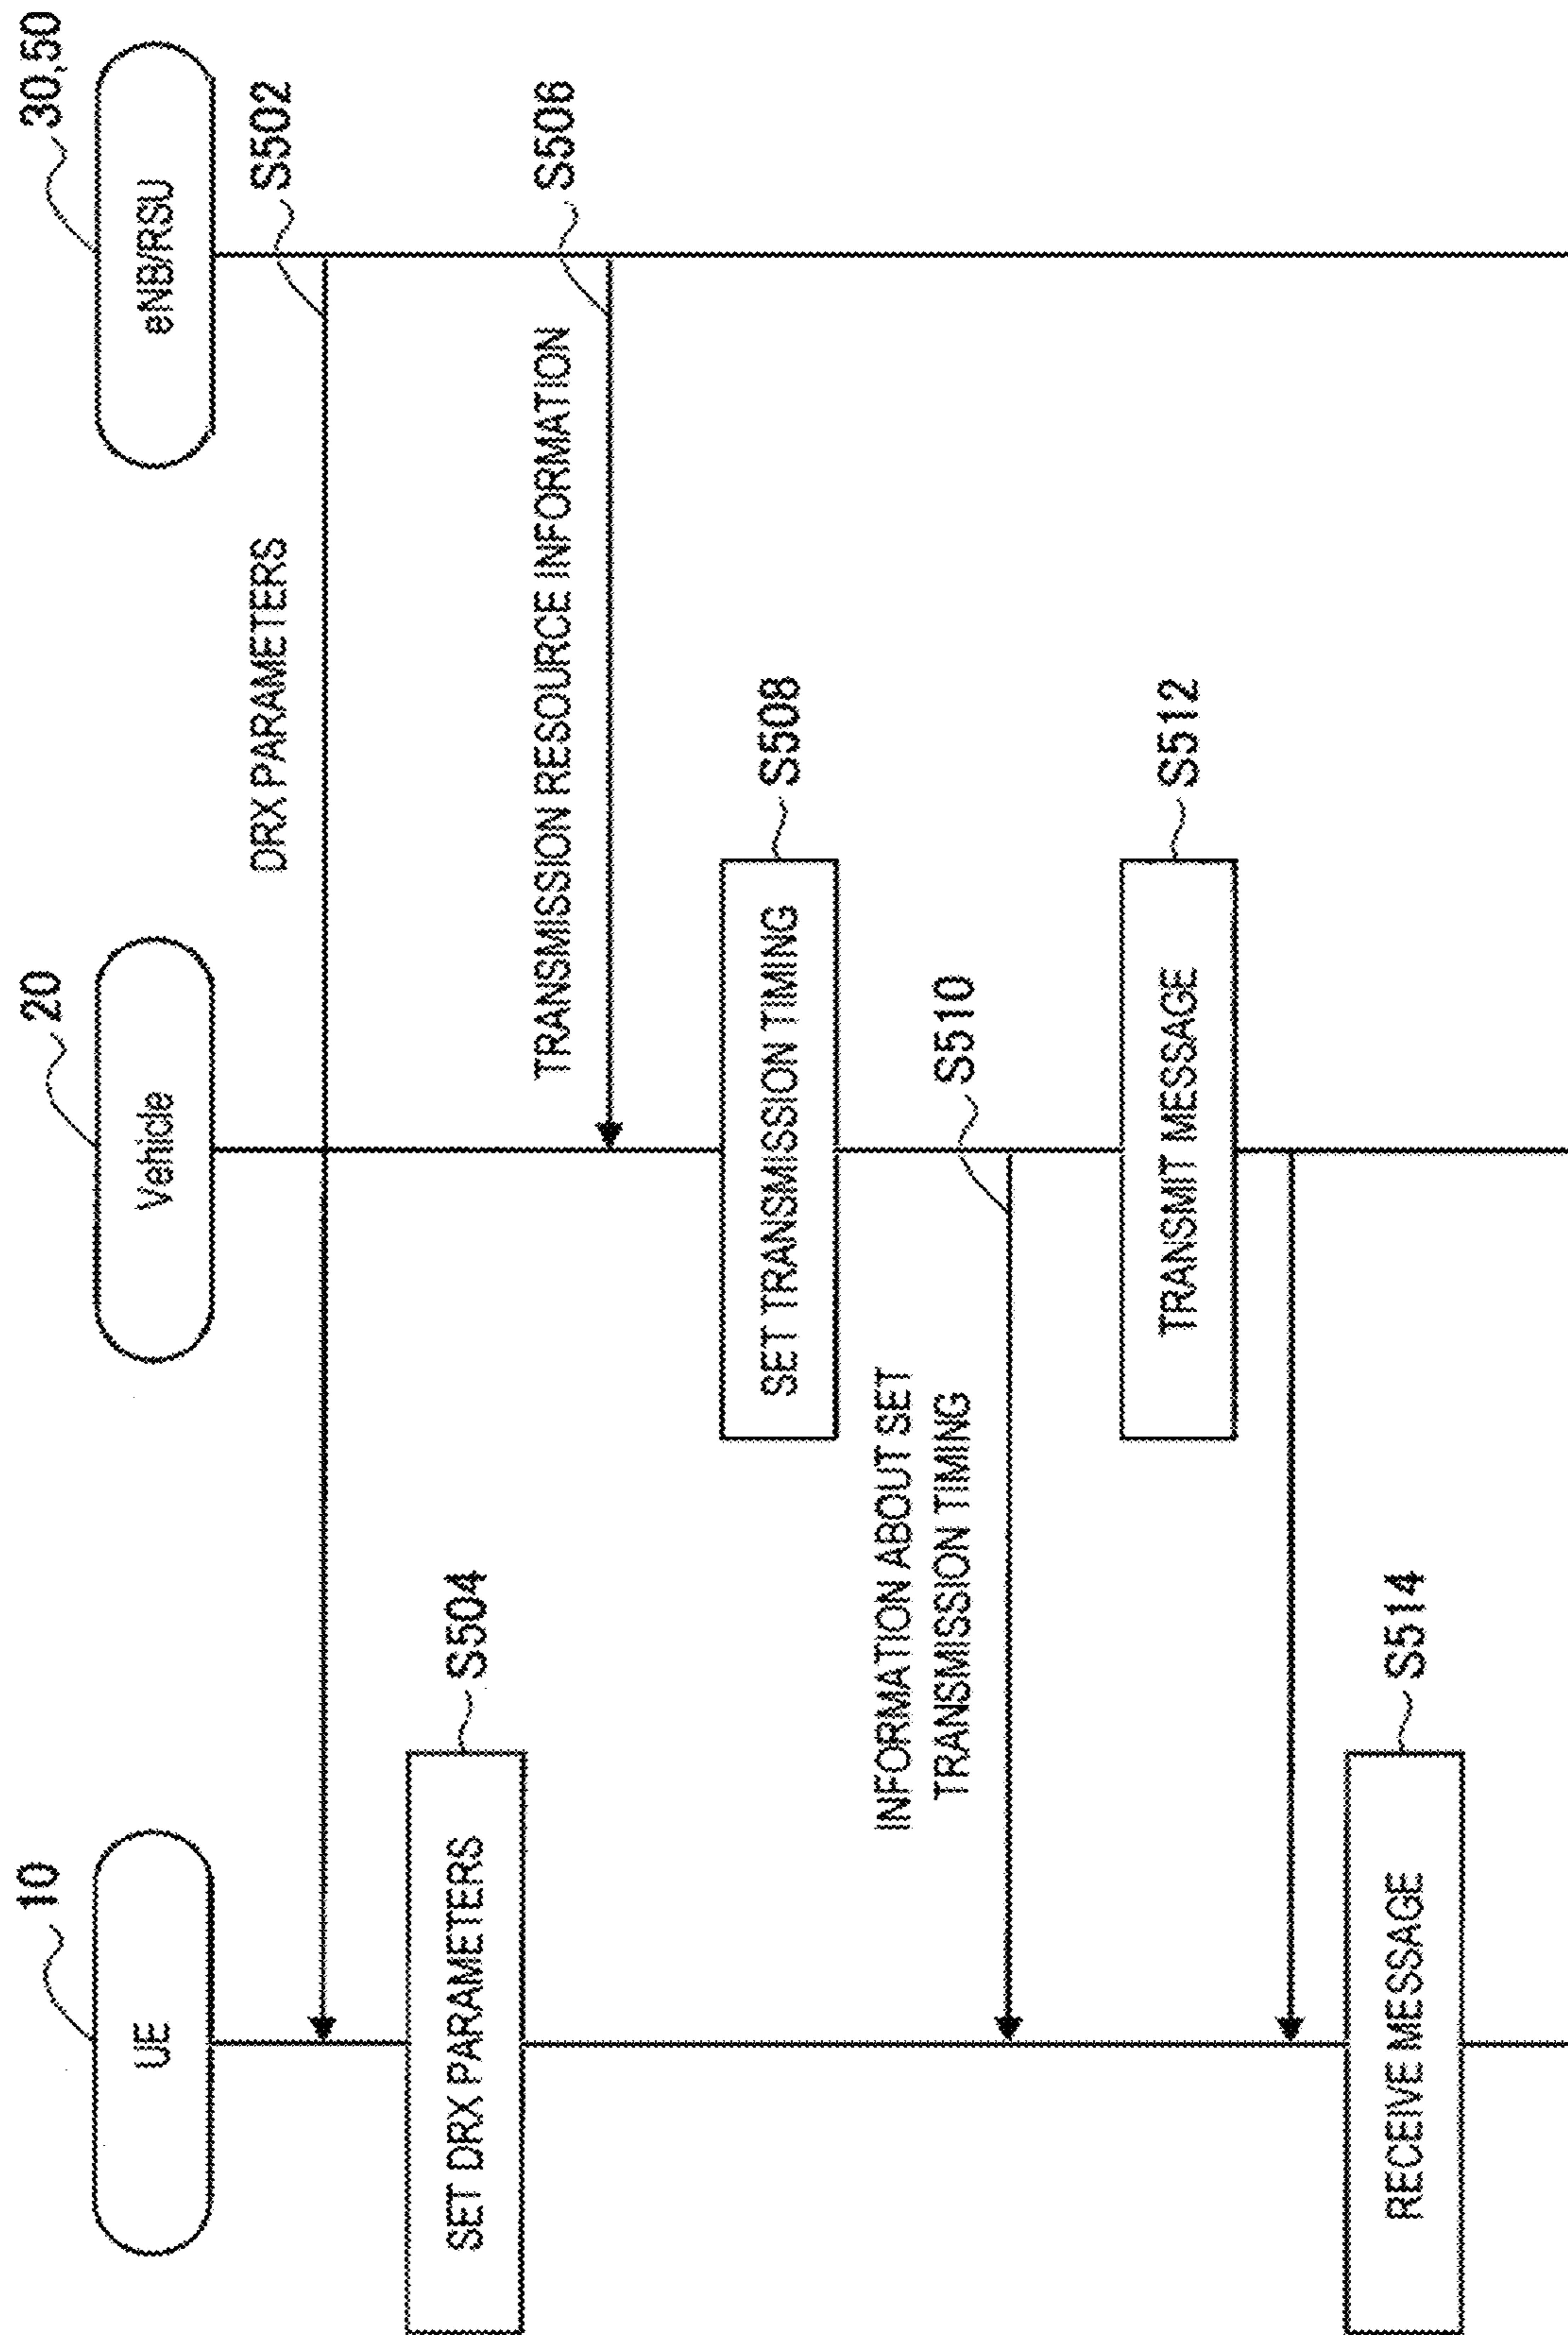 10
20
30,50
UE
Vehicle
eNB/RSU
DRX PARAMETERS
S502
SET DRX PARAMETERS
S504
TRANSMISSION RESOURCE INFORMATION
S506
SET TRANSMISSION TIMING
S508
INFORMATION ABOUT SET
TRANSMISSION TIMING
S510
TRANSMIT MESSAGE
S512
RECEIVE MESSAGE
S514